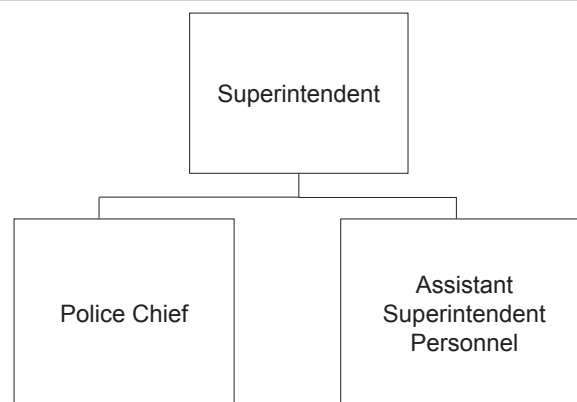 Superintendent
Police Chief
Assistant
Superintendent
Personnel